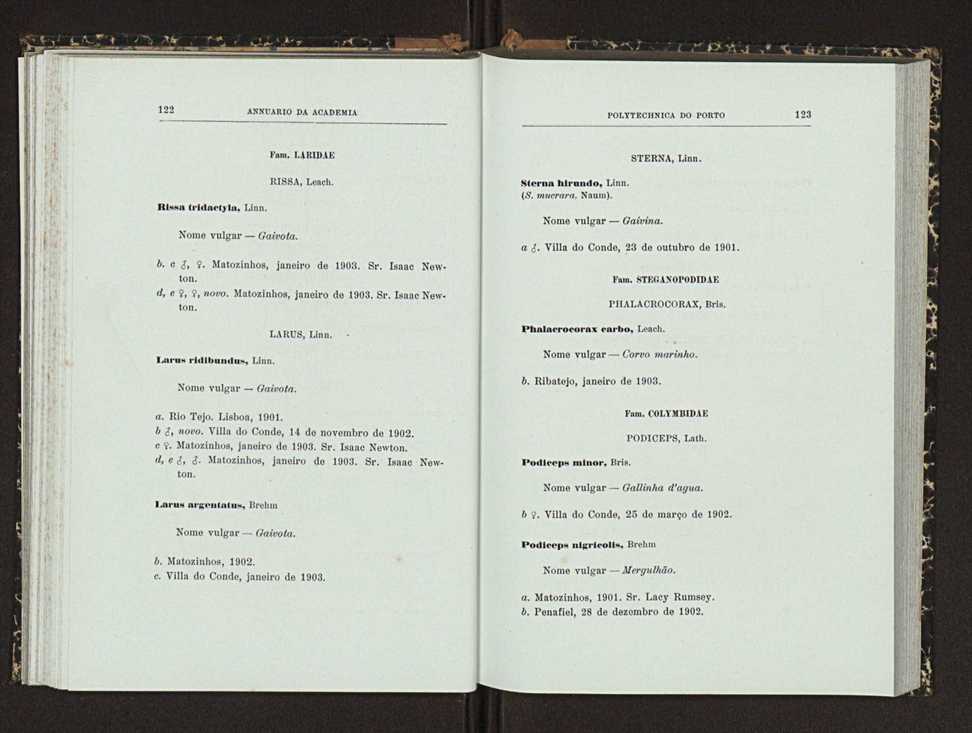 122
ANNUARIO DA ACADEMIA
Fam. LARIDAE
RISSA, Leach.
Rissa tridactyla, Linn.
Nome vulgar — Gaivota.
b. c ♂, ♀. Matozinhos, janeiro de 1903. Sr. Isaac New-
ton.
d, e ♀, ♀, novo. Matozinhos, janeiro de 1903. Sr. Isaac New-
ton.
LARUS, Linn.
Larus ridibundus, Linn.
Nome vulgar — Gaivota.
a. Rio Tejo. Lisboa, 1901.
b ♂, novo. Villa do Conde, 14 de novembro de 1902.
c ♀. Matozinhos, janeiro de 1903. Sr. Isaac Newton.
d, e ♂, ♂. Matozinhos, janeiro de 1903. Sr. Isaac New-
ton.
Larus argentatus, Brehm
Nome vulgar — Gaivota.
b. Matozinhos, 1902.
c. Villa do Conde, janeiro de 1903.
POLYTECHNICA DO PORTO
123
STERNA, Linn.
Sterna hirundo, Linn.
(S. mucrara. Naum).
Nome vulgar — Gaivina.
a ♂. Villa do Conde, 23 de outubro de 1901.
Fam. STEGANOPODIDAE
PHALACROCORAX, Bris.
Phalacrocorax carbo, Leach.
Nome vulgar — Corvo marinho.
b. Ribatejo, janeiro de 1903.
Fam. COLYMBIDAE
PODICEPS, Lath.
Podiceps minor, Bris.
Nome vulgar — Gallinha d'agua.
b ♀. Villa do Conde, 25 de março de 1902.
Podiceps nigricolis, Brehm
Nome vulgar — Mergulhão.
a. Matozinhos, 1901. Sr. Lacy Rumsey.
b. Penafiel, 28 de dezembro de 1902.